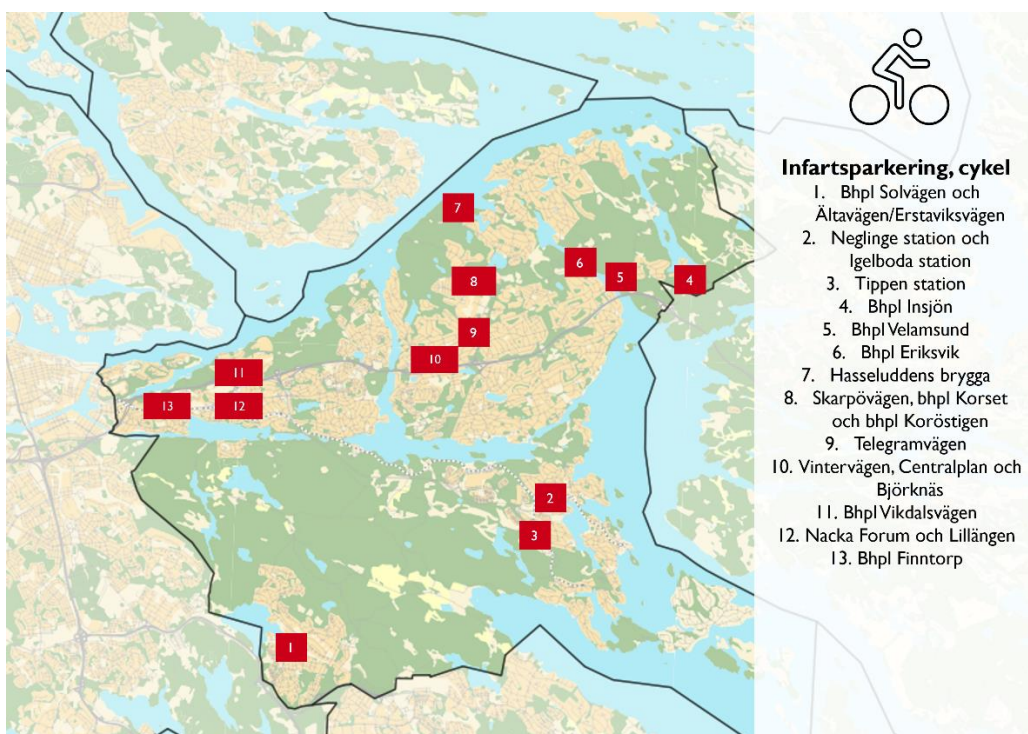 7
6
5
4
8
9
10
11
13
12
2
3
1
Infartsparkering, cykel
1. Bhpl Solvägen och
Ältavägen/Erstaviksvägen
2. Neglinge station och
Igelboda station
3. Tippen station
4. Bhpl Insjön
5. Bhpl Velamsund
6. Bhpl Eriksvik
7. Hasseluddens brygga
8. Skarpövägen, bhpl Korset
och bhpl Koröstigen
9. Telegramvägen
10. Vintervägen, Centralplan och
Björknäs
11. Bhpl Vikdalsvägen
12. Nacka Forum och Lillängen
13. Bhpl Finntorp